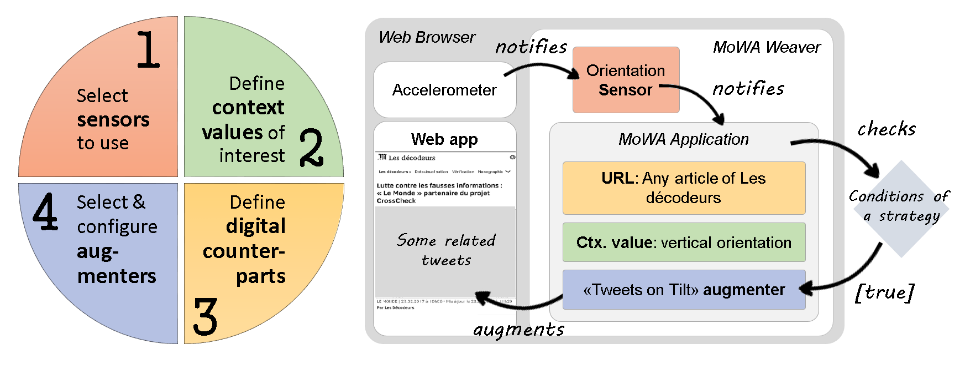 1
Select
sensors
to use
Define
context
values of
interest
2
4
Select &
configure
aug-
menters
Define
digital
counter-
parts
3
Web Browser
MoWA Weaver
notifies
Accelerometer
Orientation
Sensor
notifies
Web app
Les décodeurs
Les décodeurs
Vérification
Lutte contre les fausses informations :
« Le Monde » partenaire du projet
CrossCheck
Some related
tweets
Par Les Décodeurs
MoWA Application
URL: Any article of Les
décodeurs
Ctx. value: vertical orientation
«Tweets on Tilt» augmenter
checks
Conditions of
a strategy
[true]
augments